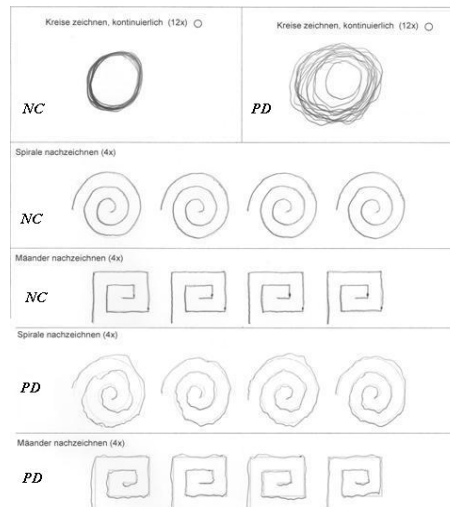 Kreise zeichnen, kontinuierlich (12x)
Kreise zeichnen, kontinuierlich (12x)
NC
PD
Spirale nachzeichnen (4x)
NC
Mäander nachzeichnen (4x)
NC
Spirale nachzeichnen (4x)
PD
Mäander nachzeichnen (4x)
PD